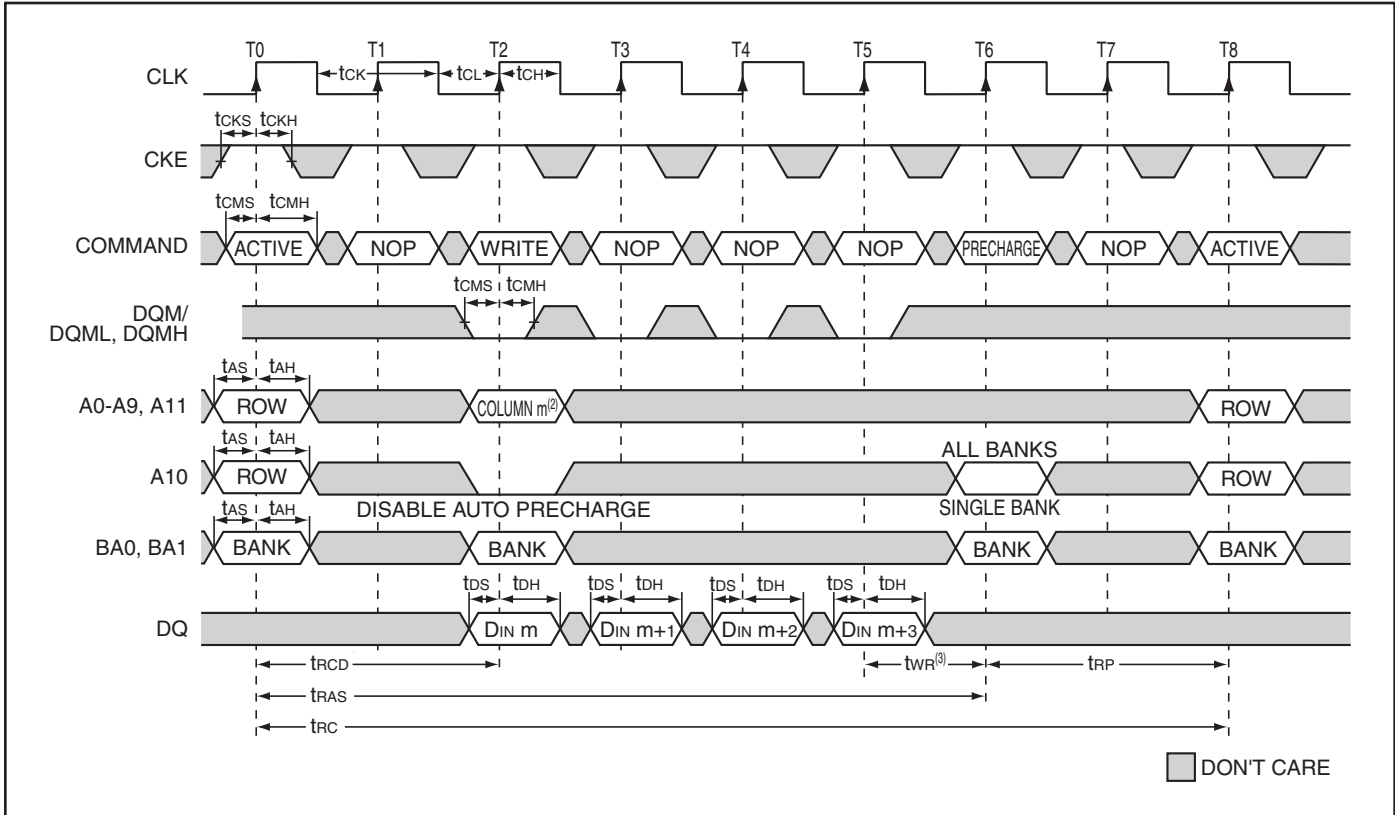 T0 T1 T2 T3 T4 T5 T6 T7 T8
CLK tCK tCL tCH
tCKS tCKH
CKE
tCMS tCMH
COMMAND ACTIVE NOP WRITE NOP NOP NOP PRECHARGE NOP ACTIVE
tCMS tCMH
DQM/
DQML, DQMH
tAS tAH
A0-A9, A11 ROW COLUMN m(2) ROW
tAS tAH ALL BANKS
A10 ROW ROW
tAS tAH DISABLE AUTO PRECHARGE SINGLE BANK
BA0, BA1 BANK BANK BANK BANK
tDS tDH tDS tDH tDS tDH tDS tDH
DQ DIN m DIN m+1 DIN m+2 DIN m+3
tRCD tWR(3) tRP
tRAS
tRC
DON'T CARE